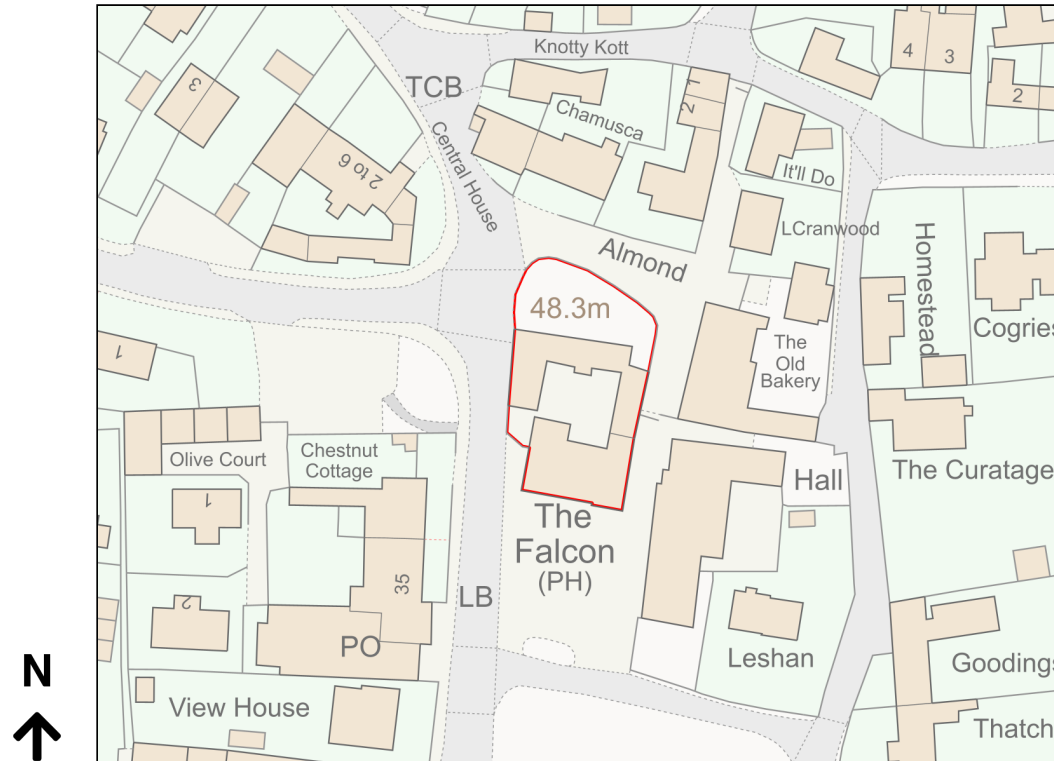 Knotty Kott
4
3
TCB
3
2
1
2
Chamusca
Central House
2 to 6
It'll Do
LCranwood
Almond
Homestead
48.3m
Cogries
1
The
Old
Bakery
Olive Court
Chestnut
Cottage
Hall
The Curatage
1
The
Falcon
(PH)
35
LB
2
PO
Leshan
Goodings
N
View House
Thatch